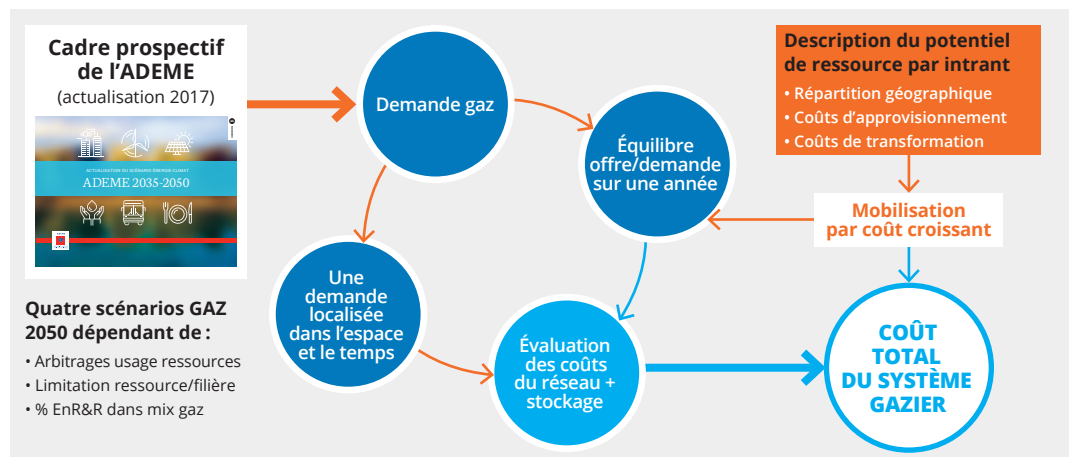 Cadre prospectif
de l’ADEME
(actualisation 2017)
ACTUALISATION DU SCÉNARIO ÉNERGIE-CLIMAT
ADEME 2035-2050
Quatre scénarios GAZ
2050 dépendant de :
• Arbitrages usage ressources
• Limitation ressource/filière
• % EnR&R dans mix gaz
Demande gaz
Équilibre
offre/demande
sur une année
Une
demande
localisée
dans l’espace
et le temps
Évaluation
des coûts
du réseau +
stockage
Description du potentiel
de ressource par intrant
• Répartition géographique
• Coûts d’approvisionnement
• Coûts de transformation
Mobilisation
par coût croissant
COÛT
TOTAL
DU SYSTÈME
GAZIER